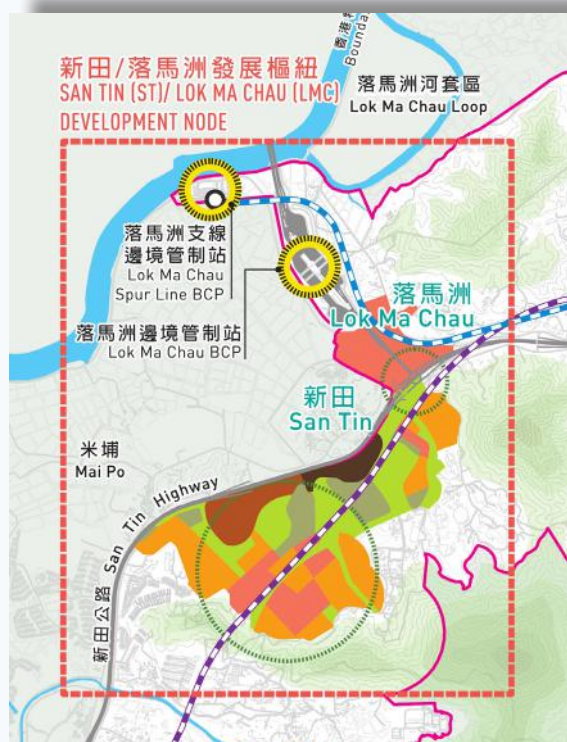 新田/落馬洲發展樞紐
SAN TIN (ST)/ LOK MA CHAU (LMC)
DEVELOPMENT NODE
Boundar
落馬洲河套區
Lok Ma Chau Loop
落馬洲支線
邊境管制站
Lok Ma Chau
Spur Line BCP
落馬洲邊境管制站
Lok Ma Chau BCP
落馬洲
Lok Ma Chau
新田
San Tin
米埔
Mai Po
新田公路 San Tin Highway